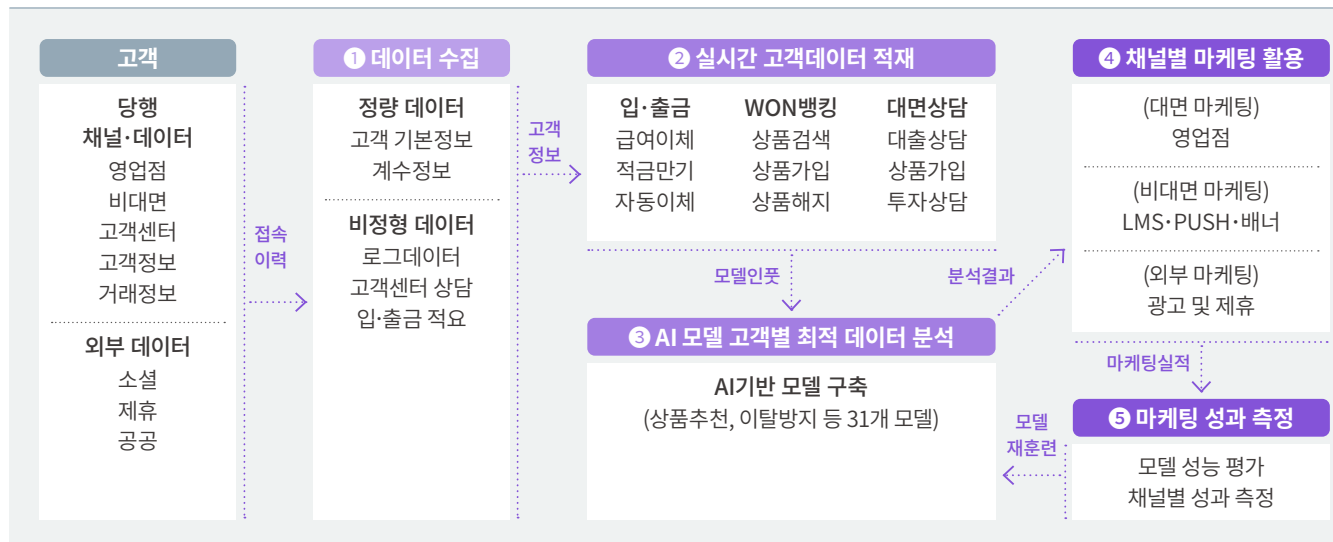 고객
당행
채널·데이터
영업점
비대면
고객센터
고객정보
거래정보
외부 데이터
소셜
제휴
공공
접속
이력
❶ 데이터 수집
정량 데이터
고객 기본정보
계수정보
비정형 데이터
로그데이터
고객센터 상담
입·출금 적요
고객
정보
❷ 실시간 고객데이터 적재
입·출금
급여이체
적금만기
자동이체
WON뱅킹
상품검색
상품가입
상품해지
대면상담
대출상담
상품가입
투자상담
모델인풋
분석결과
❸ AI 모델 고객별 최적 데이터 분석
AI기반 모델 구축
(상품추천, 이탈방지 등 31개 모델)
❹ 채널별 마케팅 활용
(대면 마케팅)
영업점
(비대면 마케팅)
LMS·PUSH·배너
(외부 마케팅)
광고 및 제휴
마케팅실적
❺ 마케팅 성과 측정
모델 성능 평가
채널별 성과 측정
모델
재훈련